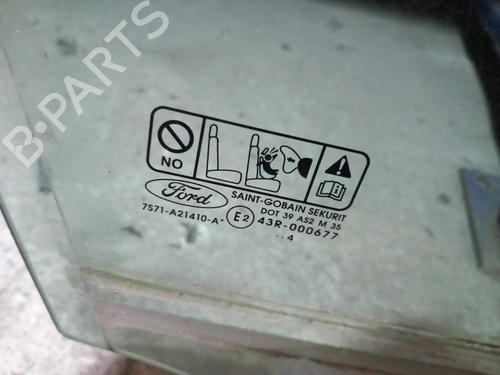 B-PARTS
NO
Ford
SAINT-GOBAIN SEKURIT
DOT 39 AS2 M 35
7S71-A21410-A
E2
43R-000677
.. 4